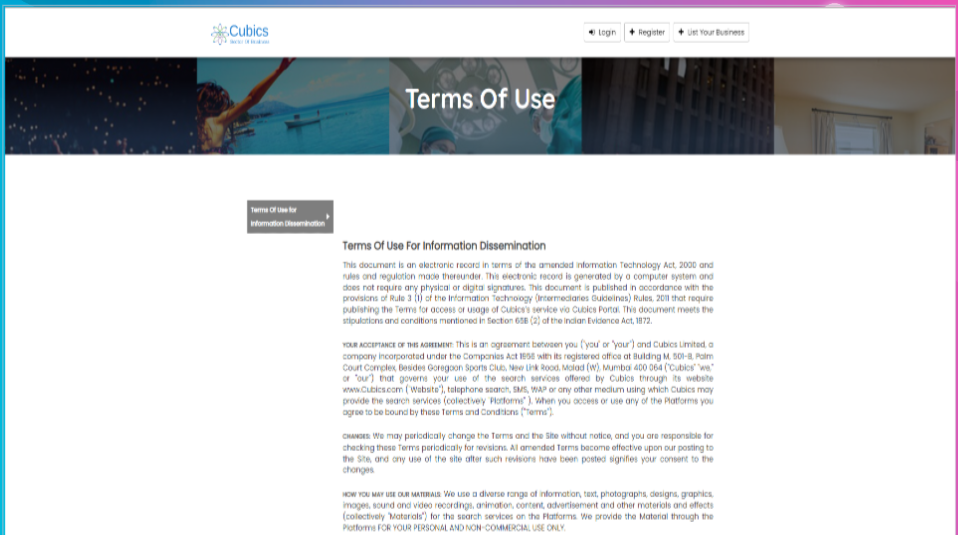 Cubics
Login
Register
List Your Business
Terms Of Use
Terms Of Use for
Information Dissemination
Terms Of Use For Information Dissemination
This document is an electronic record in terms of the amended Information Technology Act, 2000 and
rules and regulation made thereunder. This electronic record is generated by a computer system and
does not require any physical or digital signatures. This document is published in accordance with the
provisions of Rule 3 (1) of the Information Technology (Intermediaries Guidelines) Rules, 2011 that require
publishing the Terms for access or usage of Cubics's service via Cubics Portal. This document meets the
stipulations and conditions mentioned in Section 65B (2) of the Indian Evidence Act, 1872.
YOUR ACCEPTANCE OF THIS AGREEMENT: This is an agreement between you ('you' or 'your') and Cubics Limited, a
company incorporated under the Companies Act 1956 with its registered office at Building M, 501-B, Palm
Court Complex, Besides Goregaon Sports Club, New Link Road, Malad (W), Mumbai 400 064 ("Cubics" "we,"
or "our") that governs your use of the search services offered by Cubics through its website
www.Cubics.com ('Website'), telephone search, SMS, WAP or any other medium using which Cubics may
provide the search services (collectively 'Platforms" ). When you access or use any of the Platforms you
agree to be bound by these Terms and Conditions ("Terms").
CHANGES: We may periodically change the Terms and the Site without notice, and you are responsible for
checking these Terms periodically for revisions. All amended Terms become effective upon our posting to
the Site, and any use of the site after such revisions have been posted signifies your consent to the
changes.
HOW YOU MAY USE OUR MATERIALS: We use a diverse range of information, text, photographs, designs, graphics,
images, sound and video recordings, animation, content, advertisement and other materials and effects
(collectively "Materials") for the search services on the Platforms. We provide the Material through the
Platforms FOR YOUR PERSONAL AND NON-COMMERCIAL USE ONLY.